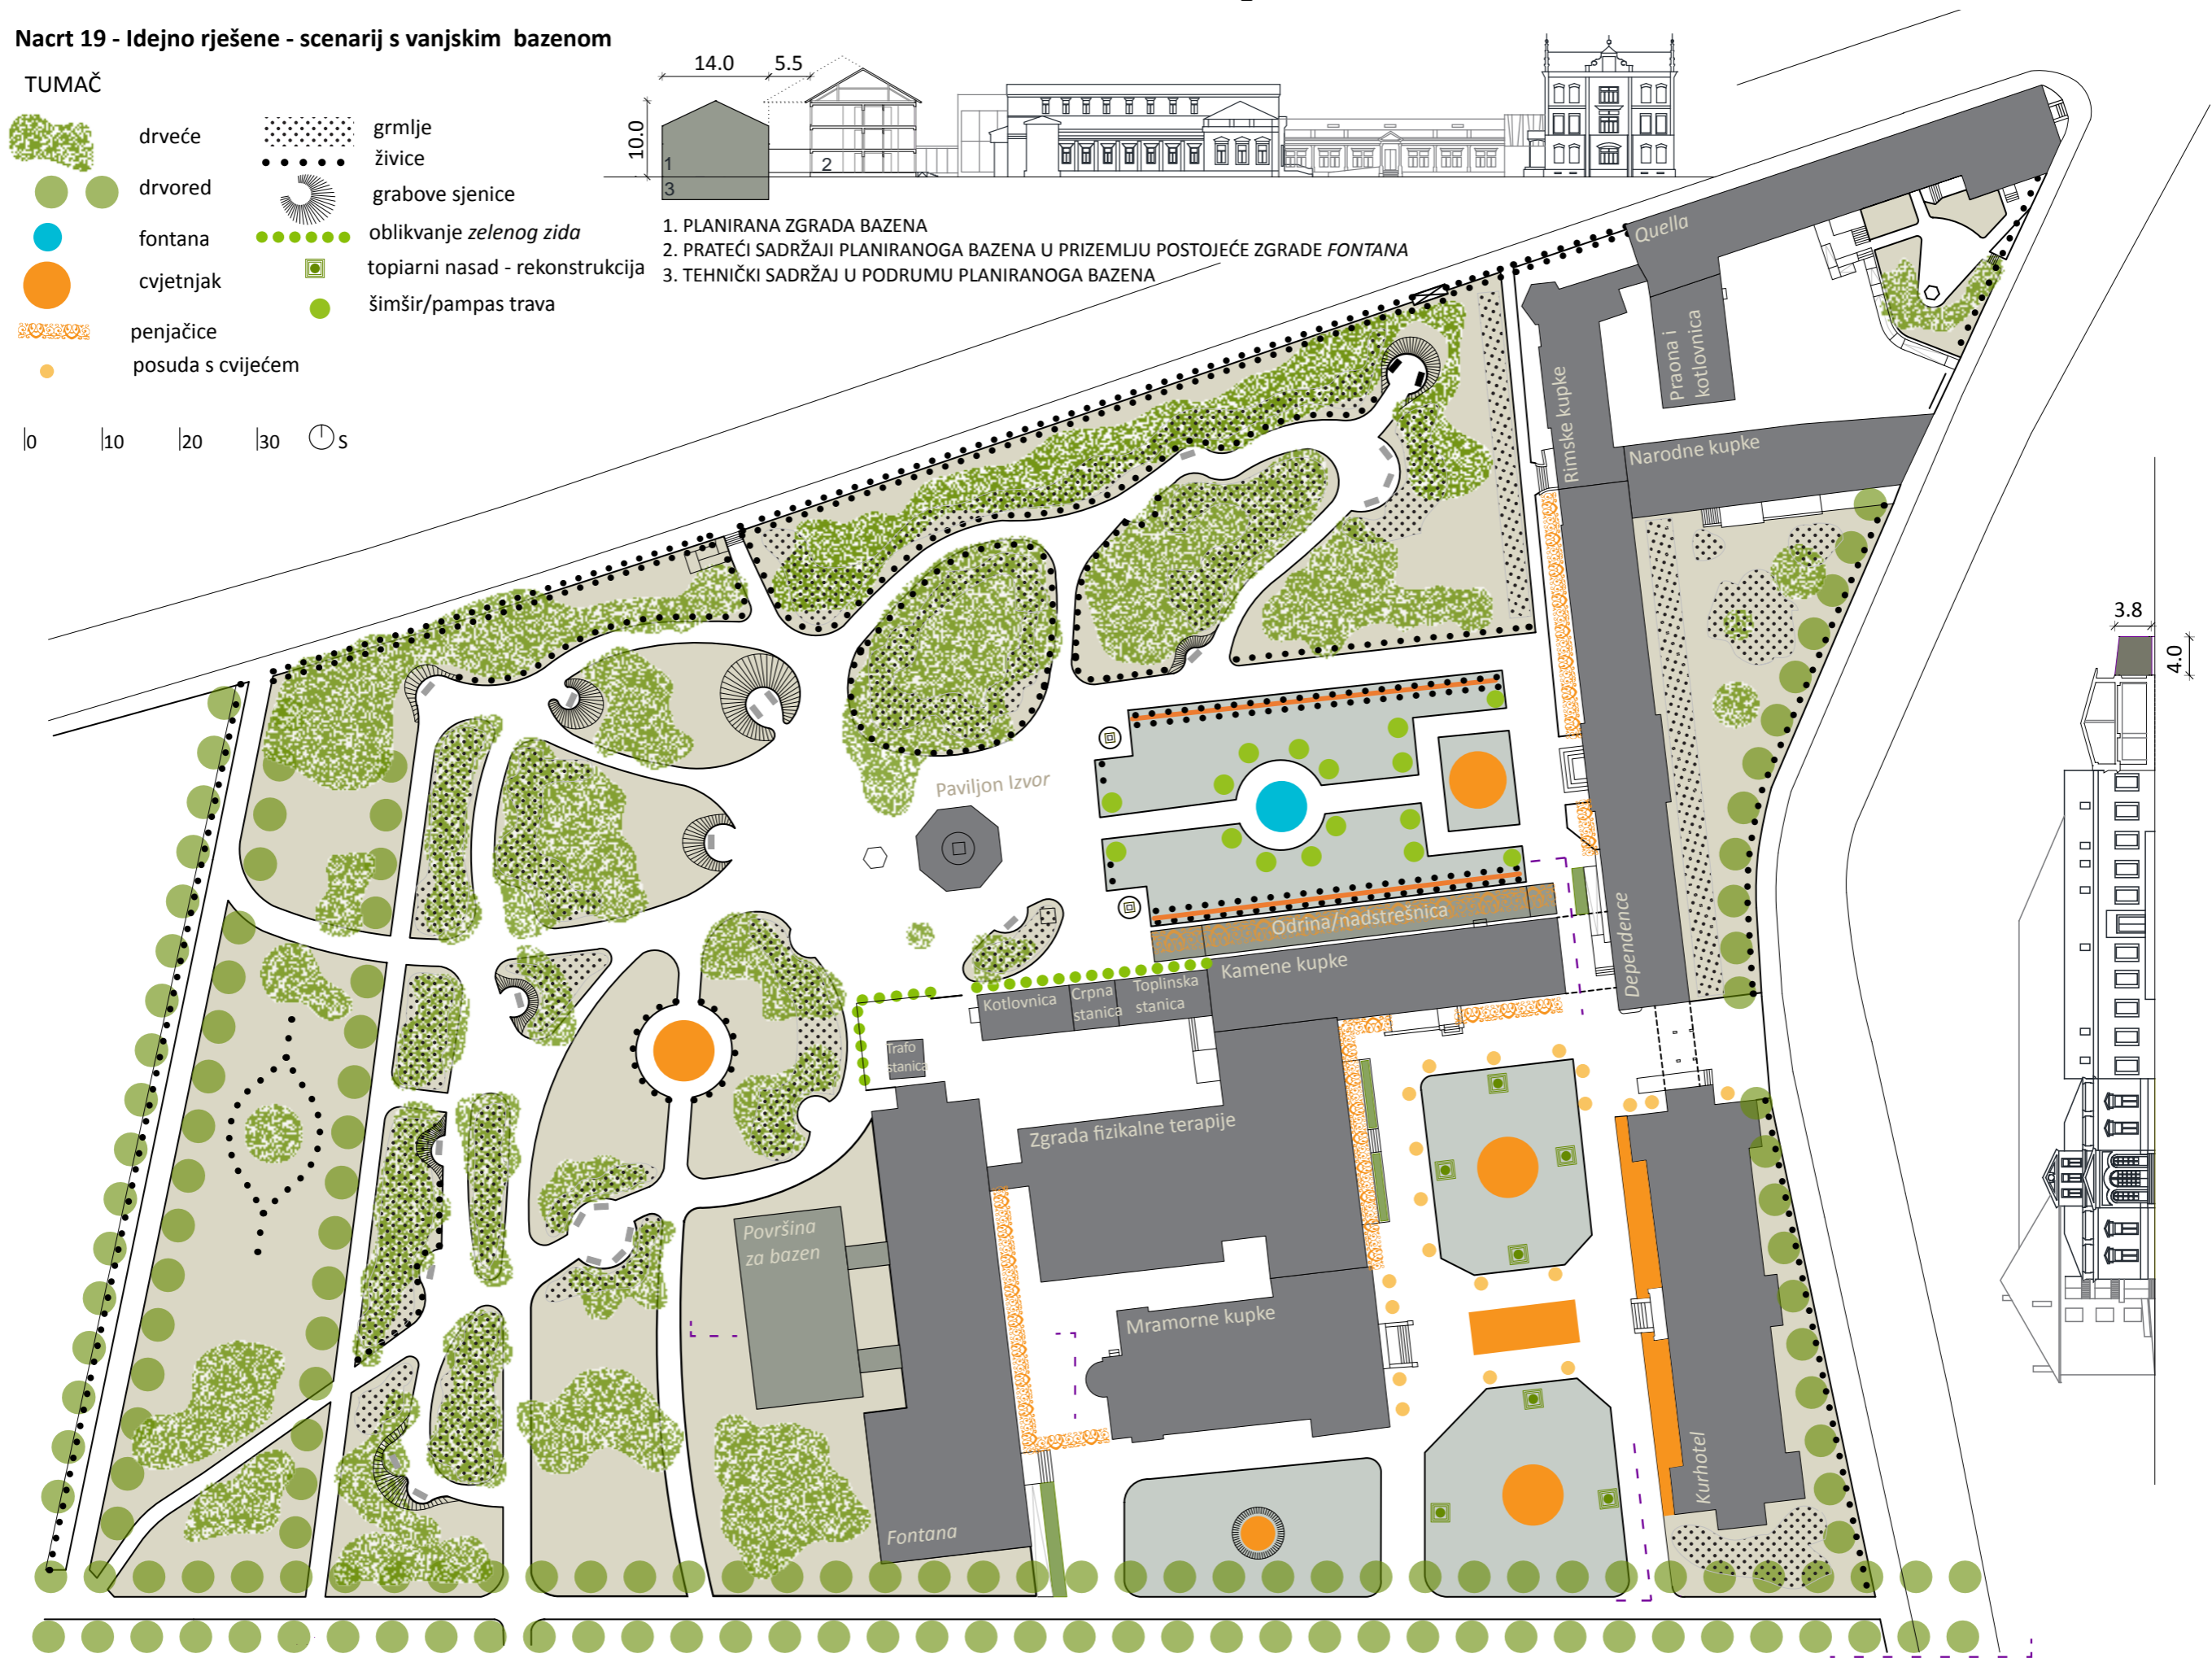 Nacrt 19 - Idejno rješene - scenarij s vanjskim bazenom
TUMAČ
drveće
drvored
fontana
cvjetnjak
penjačice
posuda s cvijećem
grmlje
živice
grabove sjenice
oblikvanje zelenog zida
topiarni nasad - rekonstrukcija
šimšir/pampas trava
0 10 20 30 S
14.0 5.5
10.0
1
2
3
1. PLANIRANA ZGRADA BAZENA
2. PRATEĆI SADRŽAJI PLANIRANOGA BAZENA U PRIZEMLJU POSTOJEĆE ZGRADE FONTANA
3. TEHNIČKI SADRŽAJ U PODRUMU PLANIRANOGA BAZENA
Quella
Praona i
kotlovnica
Rimske kupke
Narodne kupke
3.8
4.0
Paviljon Izvor
Odrina/nadstrešnica
Dependence
Kamene kupke
Kotlovnica
Crpna
stanica
Toplinska
stanica
Trafo
stanica
Zgrada fizikalne terapije
Površina
za bazen
Mramorne kupke
Kurhotel
Fontana